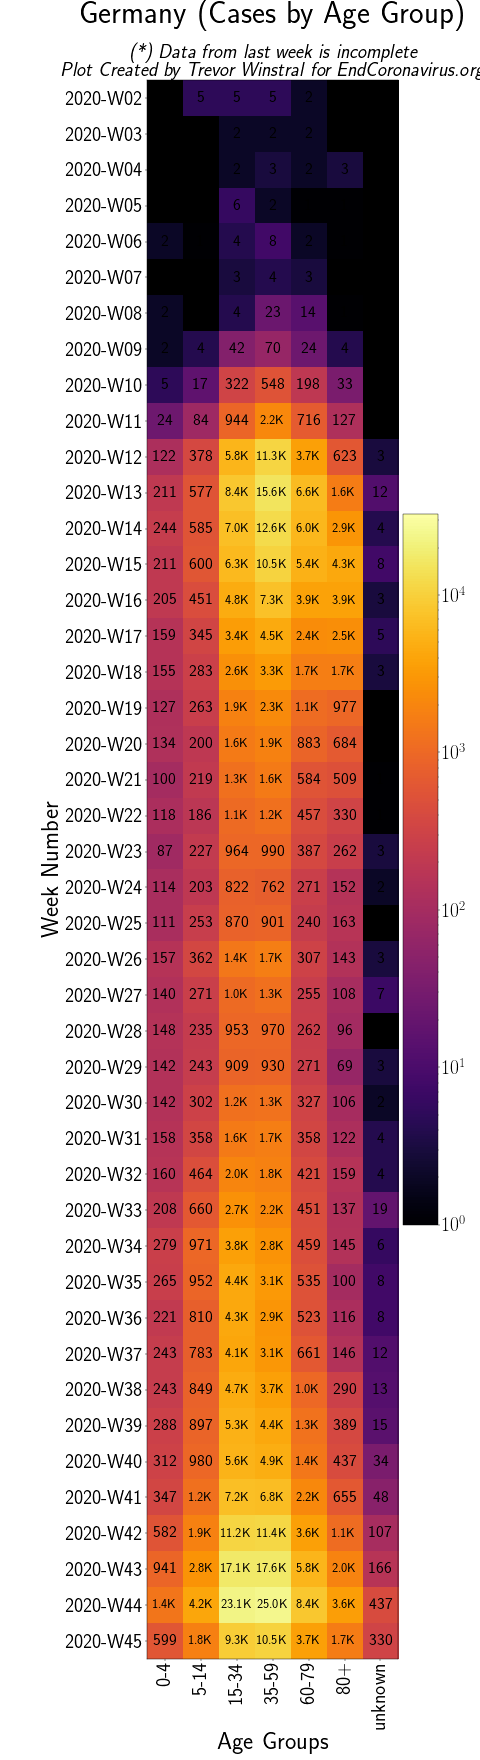 Germany (Cases by Age Group)
(*) Data from last week is incomplete
Plot Created by Trevor Winstral for EndCoronavirus.org
2020-W02 5 5 5 2
2020-W03 2 2 2
2020-W04 2 3 2 3
2020-W05 6 2
2020-W06 2 4 8 2
2020-W07 3 4 3
2020-W08 2 4 23 14
2020-W09 2 4 42 70 24 4
2020-W10 5 17 322 548 198 33
2020-W11 24 84 944 2.2K 716 127
2020-W12 122 378 5.8K 11.3K 3.7K 623 3
2020-W13 211 577 8.4K 15.6K 6.6K 1.6K 12
2020-W14 244 585 7.0K 12.6K 6.0K 2.9K 4
2020-W15 211 600 6.3K 10.5K 5.4K 4.3K 8
2020-W16 205 451 4.8K 7.3K 3.9K 3.9K 3
2020-W17 159 345 3.4K 4.5K 2.4K 2.5K 5
2020-W18 155 283 2.6K 3.3K 1.7K 1.7K 3
2020-W19 127 263 1.9K 2.3K 1.1K 977
2020-W20 134 200 1.6K 1.9K 883 684
2020-W21 100 219 1.3K 1.6K 584 509
2020-W22 118 186 1.1K 1.2K 457 330
2020-W23 87 227 964 990 387 262 3
2020-W24 114 203 822 762 271 152 2
2020-W25 111 253 870 901 240 163
2020-W26 157 362 1.4K 1.7K 307 143 3
2020-W27 140 271 1.0K 1.3K 255 108 7
2020-W28 148 235 953 970 262 96
2020-W29 142 243 909 930 271 69 3
2020-W30 142 302 1.2K 1.3K 327 106 2
2020-W31 158 358 1.6K 1.7K 358 122 4
2020-W32 160 464 2.0K 1.8K 421 159 4
2020-W33 208 660 2.7K 2.2K 451 137 19
2020-W34 279 971 3.8K 2.8K 459 145 6
2020-W35 265 952 4.4K 3.1K 535 100 8
2020-W36 221 810 4.3K 2.9K 523 116 8
2020-W37 243 783 4.1K 3.1K 661 146 12
2020-W38 243 849 4.7K 3.7K 1.0K 290 13
2020-W39 288 897 5.3K 4.4K 1.3K 389 15
2020-W40 312 980 5.6K 4.9K 1.4K 437 34
2020-W41 347 1.2K 7.2K 6.8K 2.2K 655 48
2020-W42 582 1.9K 11.2K 11.4K 3.6K 1.1K 107
2020-W43 941 2.8K 17.1K 17.6K 5.8K 2.0K 166
2020-W44 1.4K 4.2K 23.1K 25.0K 8.4K 3.6K 437
2020-W45 599 1.8K 9.3K 10.5K 3.7K 1.7K 330
Week Number
0-4 5-14 15-34 35-59 60-79 80+ unknown
Age Groups
10⁴
10³
10²
10¹
10⁰